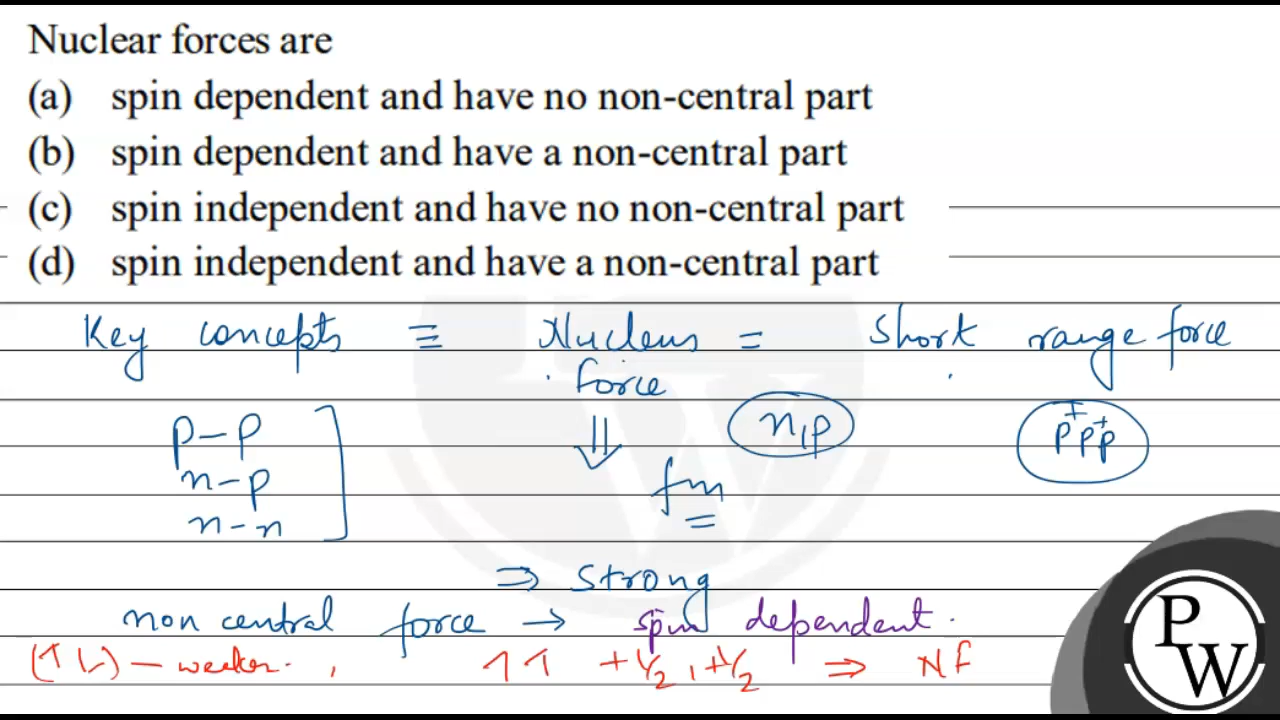 Nuclear forces are
(a) spin dependent and have no non-central part
(b) spin dependent and have a non-central part
(c) spin independent and have no non-central part
(d) spin independent and have a non-central part
Key concepts ≡ Nucleus = Short range force
force
p-p
n-p
n-n
n,p
p⁺ p⁺ p
fm
⇒ Strong
non central force → spin dependent.
(↑↓) - weaker. , ↑↑ +1/2, +1/2 ⇒ NF
P
W